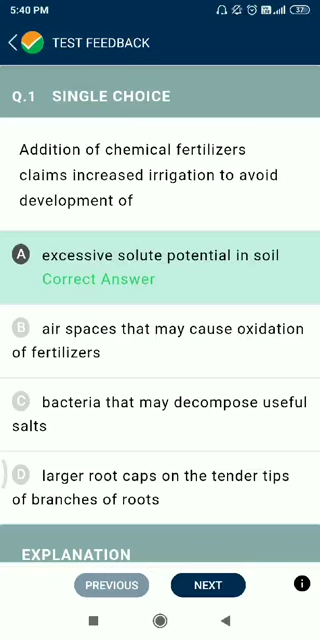 5:40 PM
37
TEST FEEDBACK
Q.1 SINGLE CHOICE
Addition of chemical fertilizers
claims increased irrigation to avoid
development of
A excessive solute potential in soil
Correct Answer
B air spaces that may cause oxidation
of fertilizers
C bacteria that may decompose useful
salts
D larger root caps on the tender tips
of branches of roots
EXPLANATION
PREVIOUS
NEXT
i